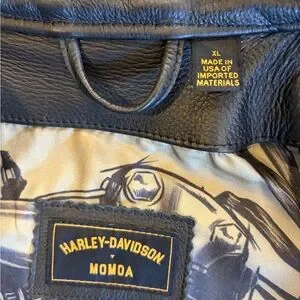 XL
MADE IN
USA OF
IMPORTED
MATERIALS
HARLEY-DAVIDSON
MOMOA